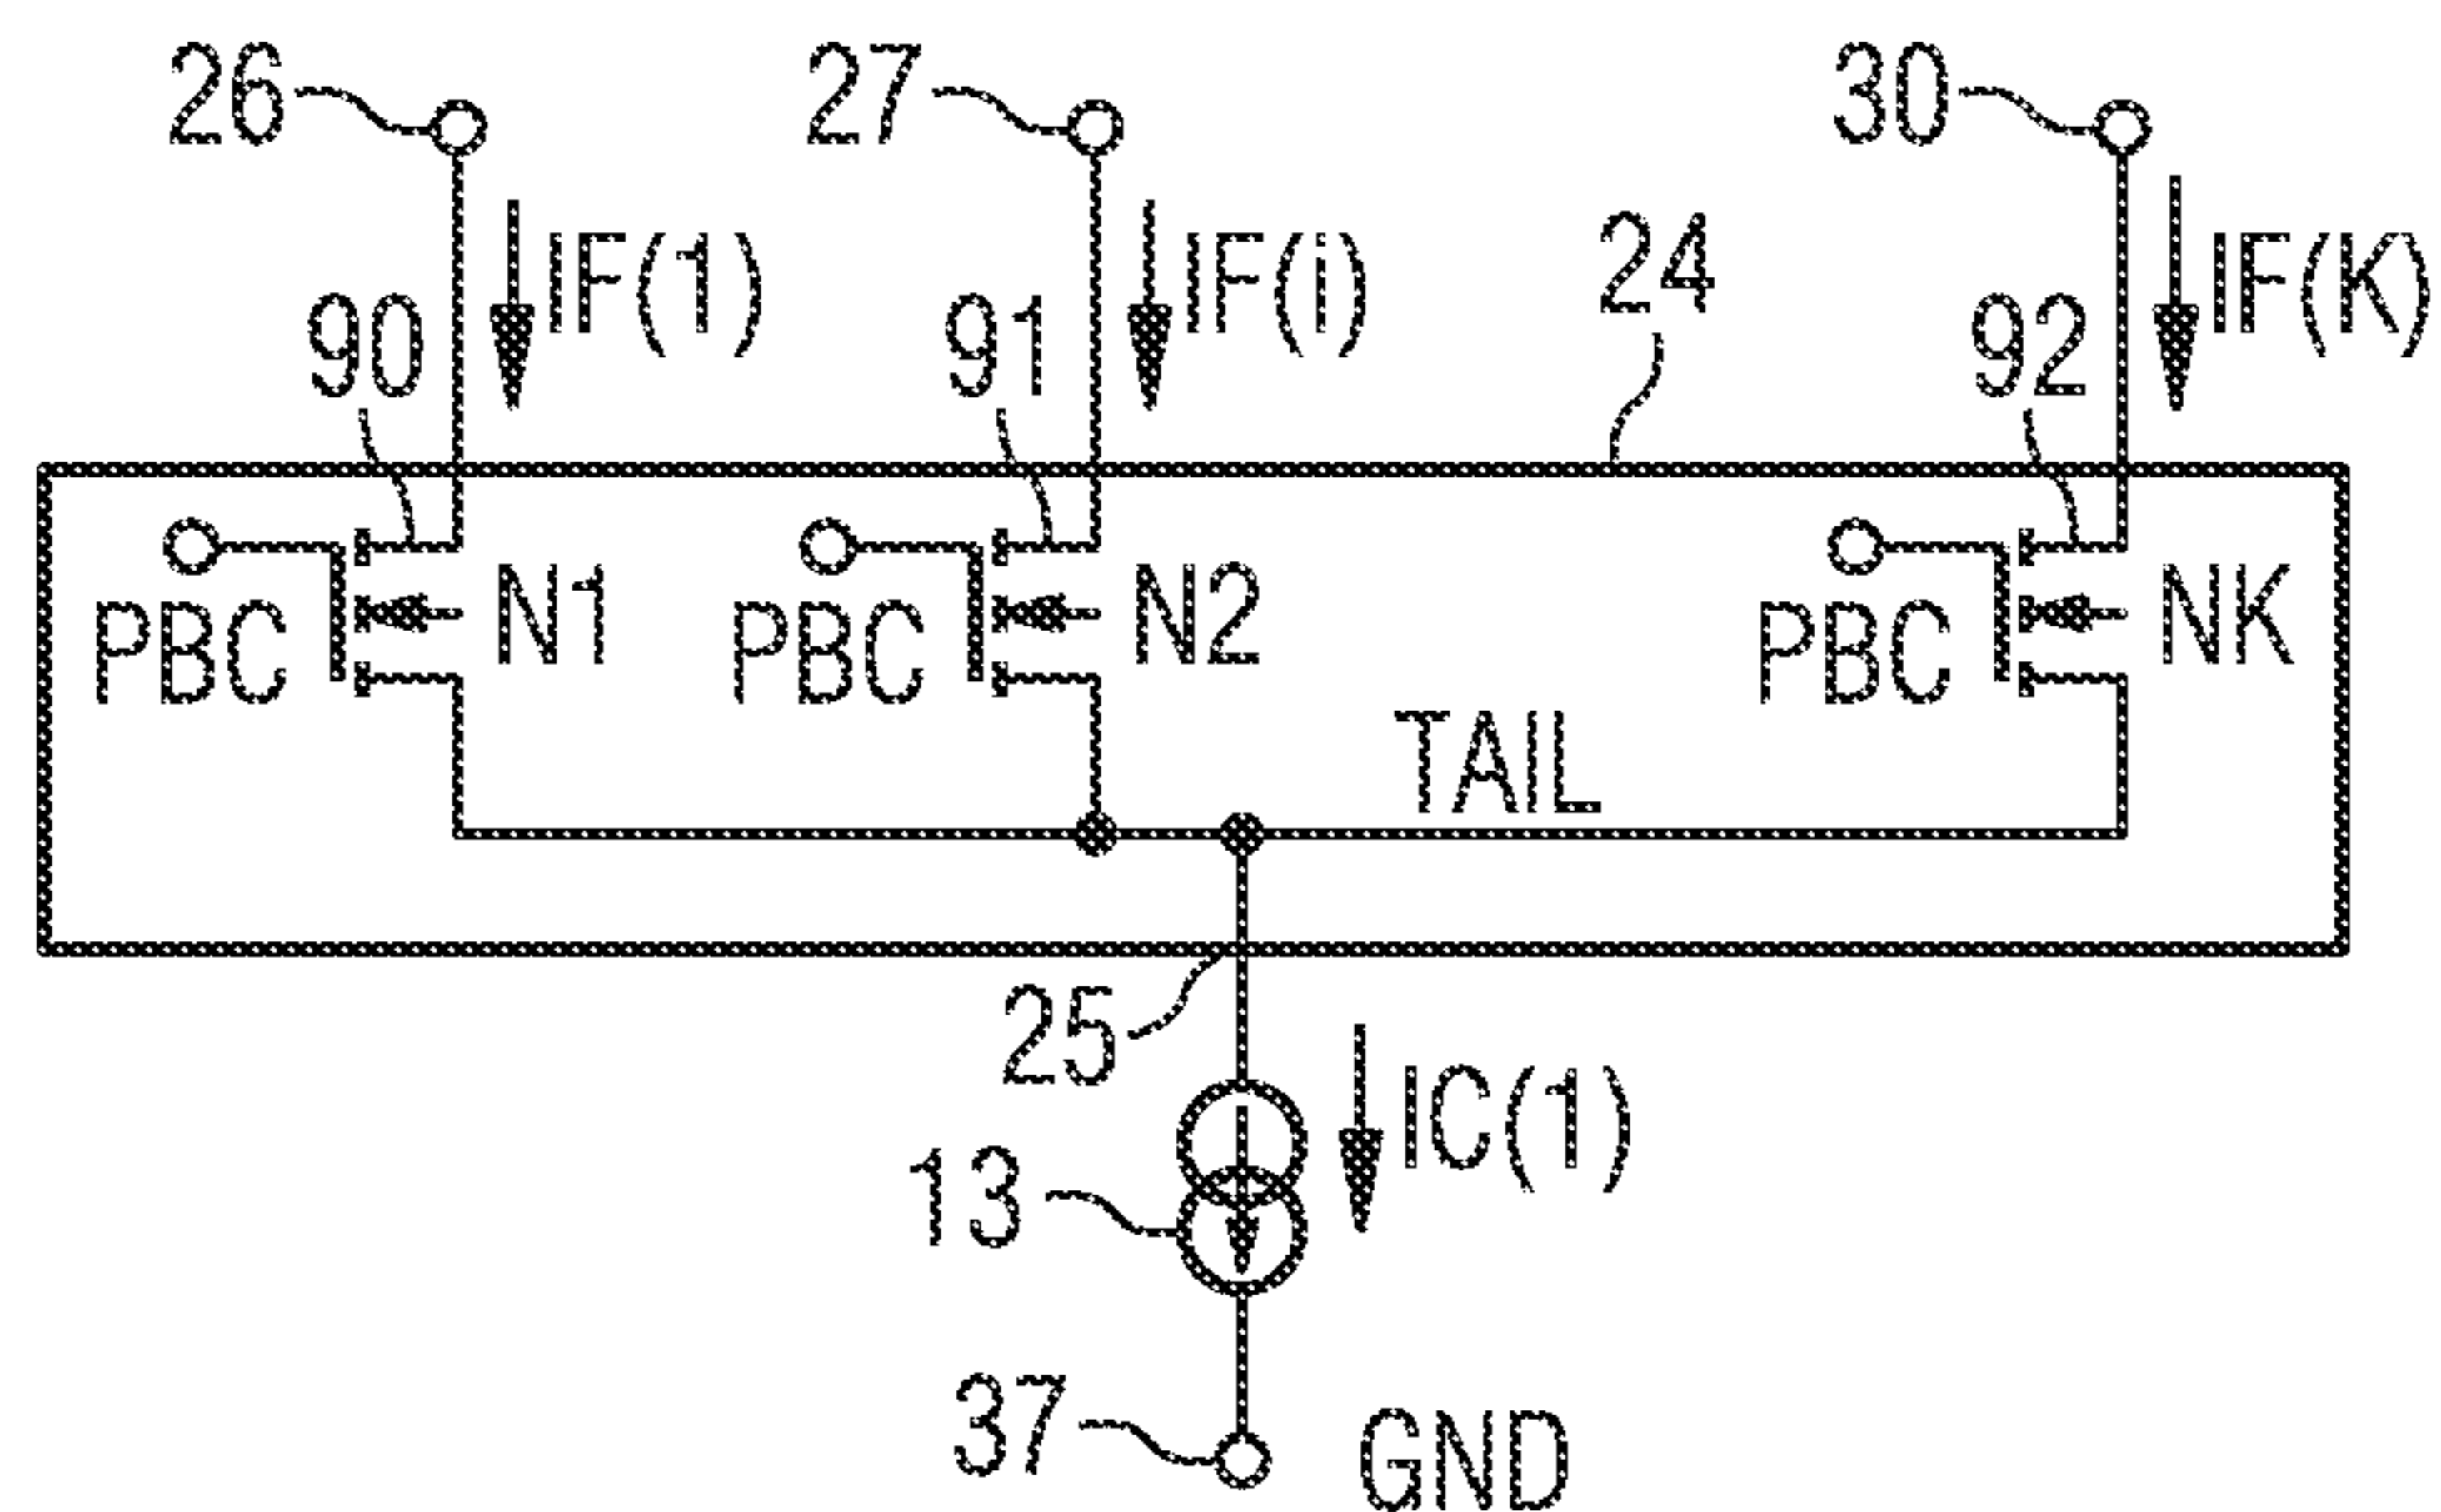 26
27
30
IF(1)
IF(i)
24
IF(K)
90
91
92
N1
N2
NK
PBC
PBC
PBC
TAIL
25
IC(1)
13
37
GND